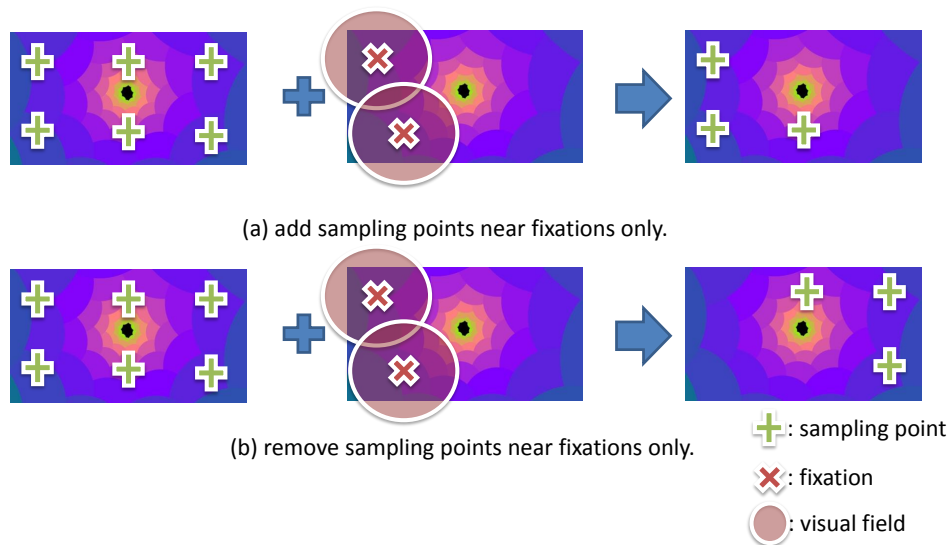 (a) add sampling points near fixations only.
(b) remove sampling points near fixations only.
: sampling point
: fixation
: visual field